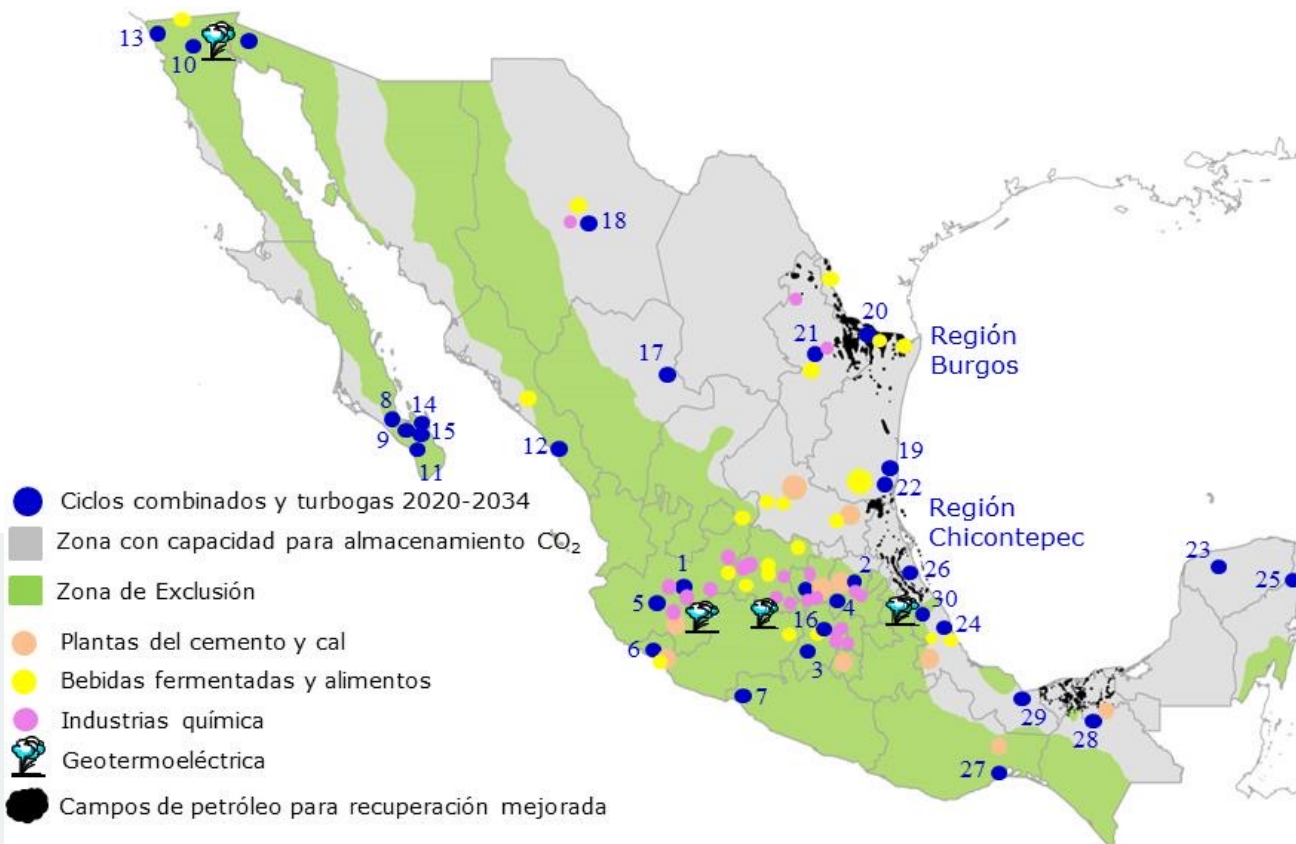 13
10
18
20
21
Región
Burgos
17
8
14
9
15
11
12
19
22
Región
Chicontepec
1
2
26
23
25
5
4
30
24
16
6
3
7
29
28
27
Ciclos combinados y turbogas 2020-2034
Zona con capacidad para almacenamiento CO₂
Zona de Exclusión
Plantas del cemento y cal
Bebidas fermentadas y alimentos
Industrias química
Geotermoeléctrica
Campos de petróleo para recuperación mejorada